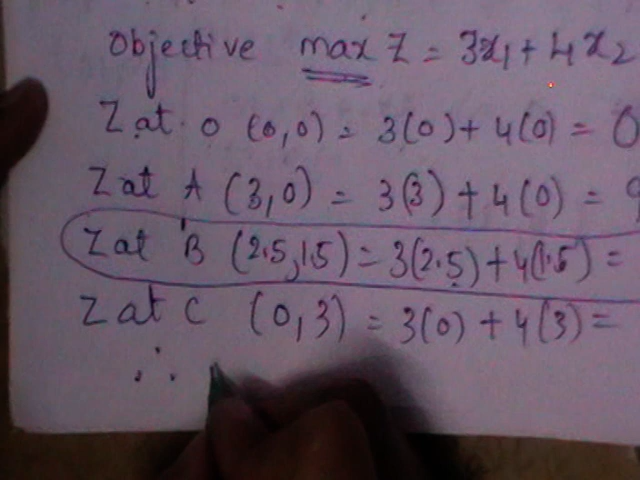 Objective max Z = 3x₁ + 4x₂
Z at O (0,0) = 3(0) + 4(0) = 0
Z at A (3,0) = 3(3) + 4(0) = 9
Z at B (2.5,1.5) = 3(2.5) + 4(1.5) =
Z at C (0,3) = 3(0) + 4(3) =
∴